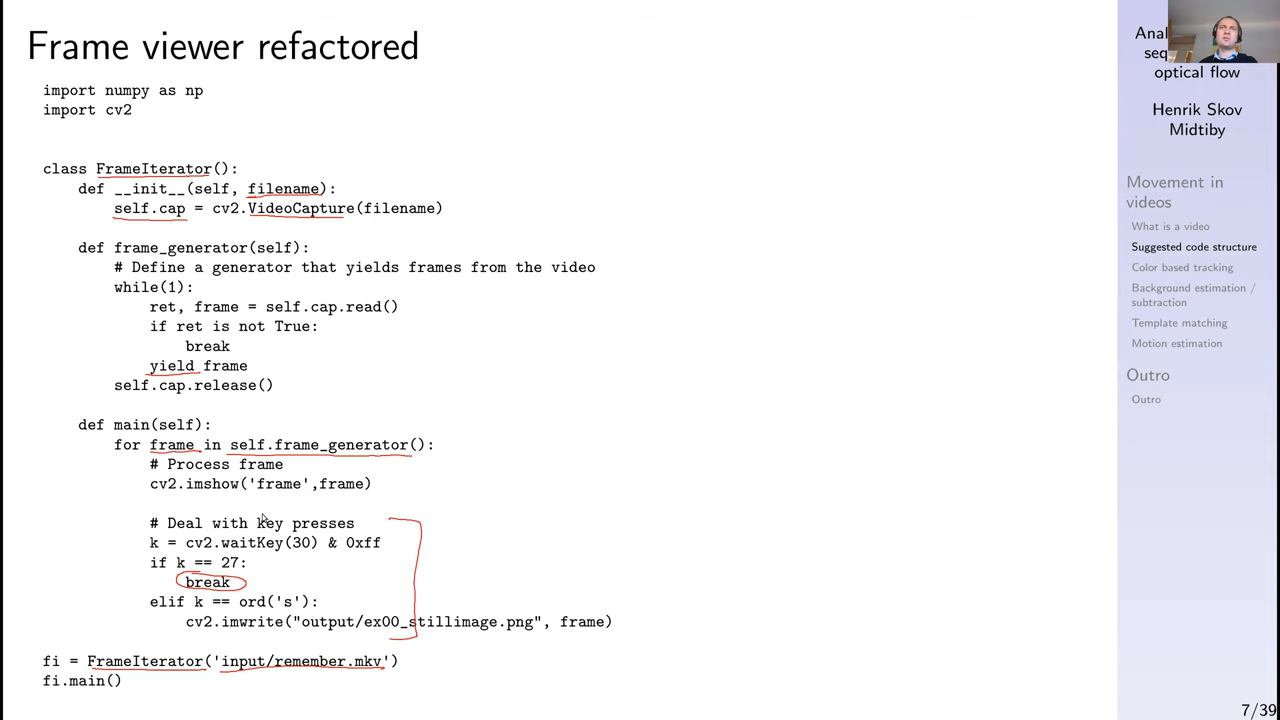 Frame viewer refactored
import numpy as np
import cv2
class FrameIterator():
def __init__(self, filename):
self.cap = cv2.VideoCapture(filename)
def frame_generator(self):
# Define a generator that yields frames from the video
while(1):
ret, frame = self.cap.read()
if ret is not True:
break
yield frame
self.cap.release()
def main(self):
for frame in self.frame_generator():
# Process frame
cv2.imshow('frame',frame)
# Deal with key presses
k = cv2.waitKey(30) & 0xff
if k == 27:
break
elif k == ord('s'):
cv2.imwrite("output/ex00_stillimage.png", frame)
fi = FrameIterator('input/remember.mkv')
fi.main()
optical flow
Henrik Skov
Midtiby
Movement in
videos
What is a video
Suggested code structure
Color based tracking
Background estimation /
subtraction
Template matching
Motion estimation
Outro
Outro
7/39